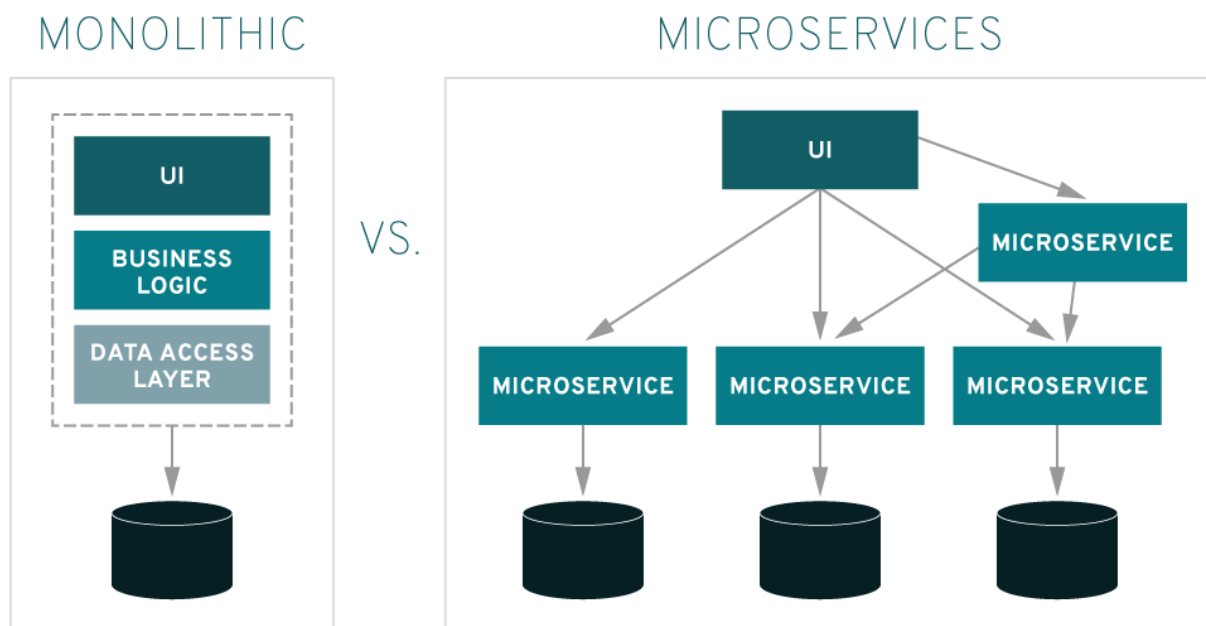 MONOLITHIC
UI
BUSINESS
LOGIC
DATA ACCESS
LAYER
VS.
MICROSERVICES
UI
MICROSERVICE
MICROSERVICE
MICROSERVICE
MICROSERVICE